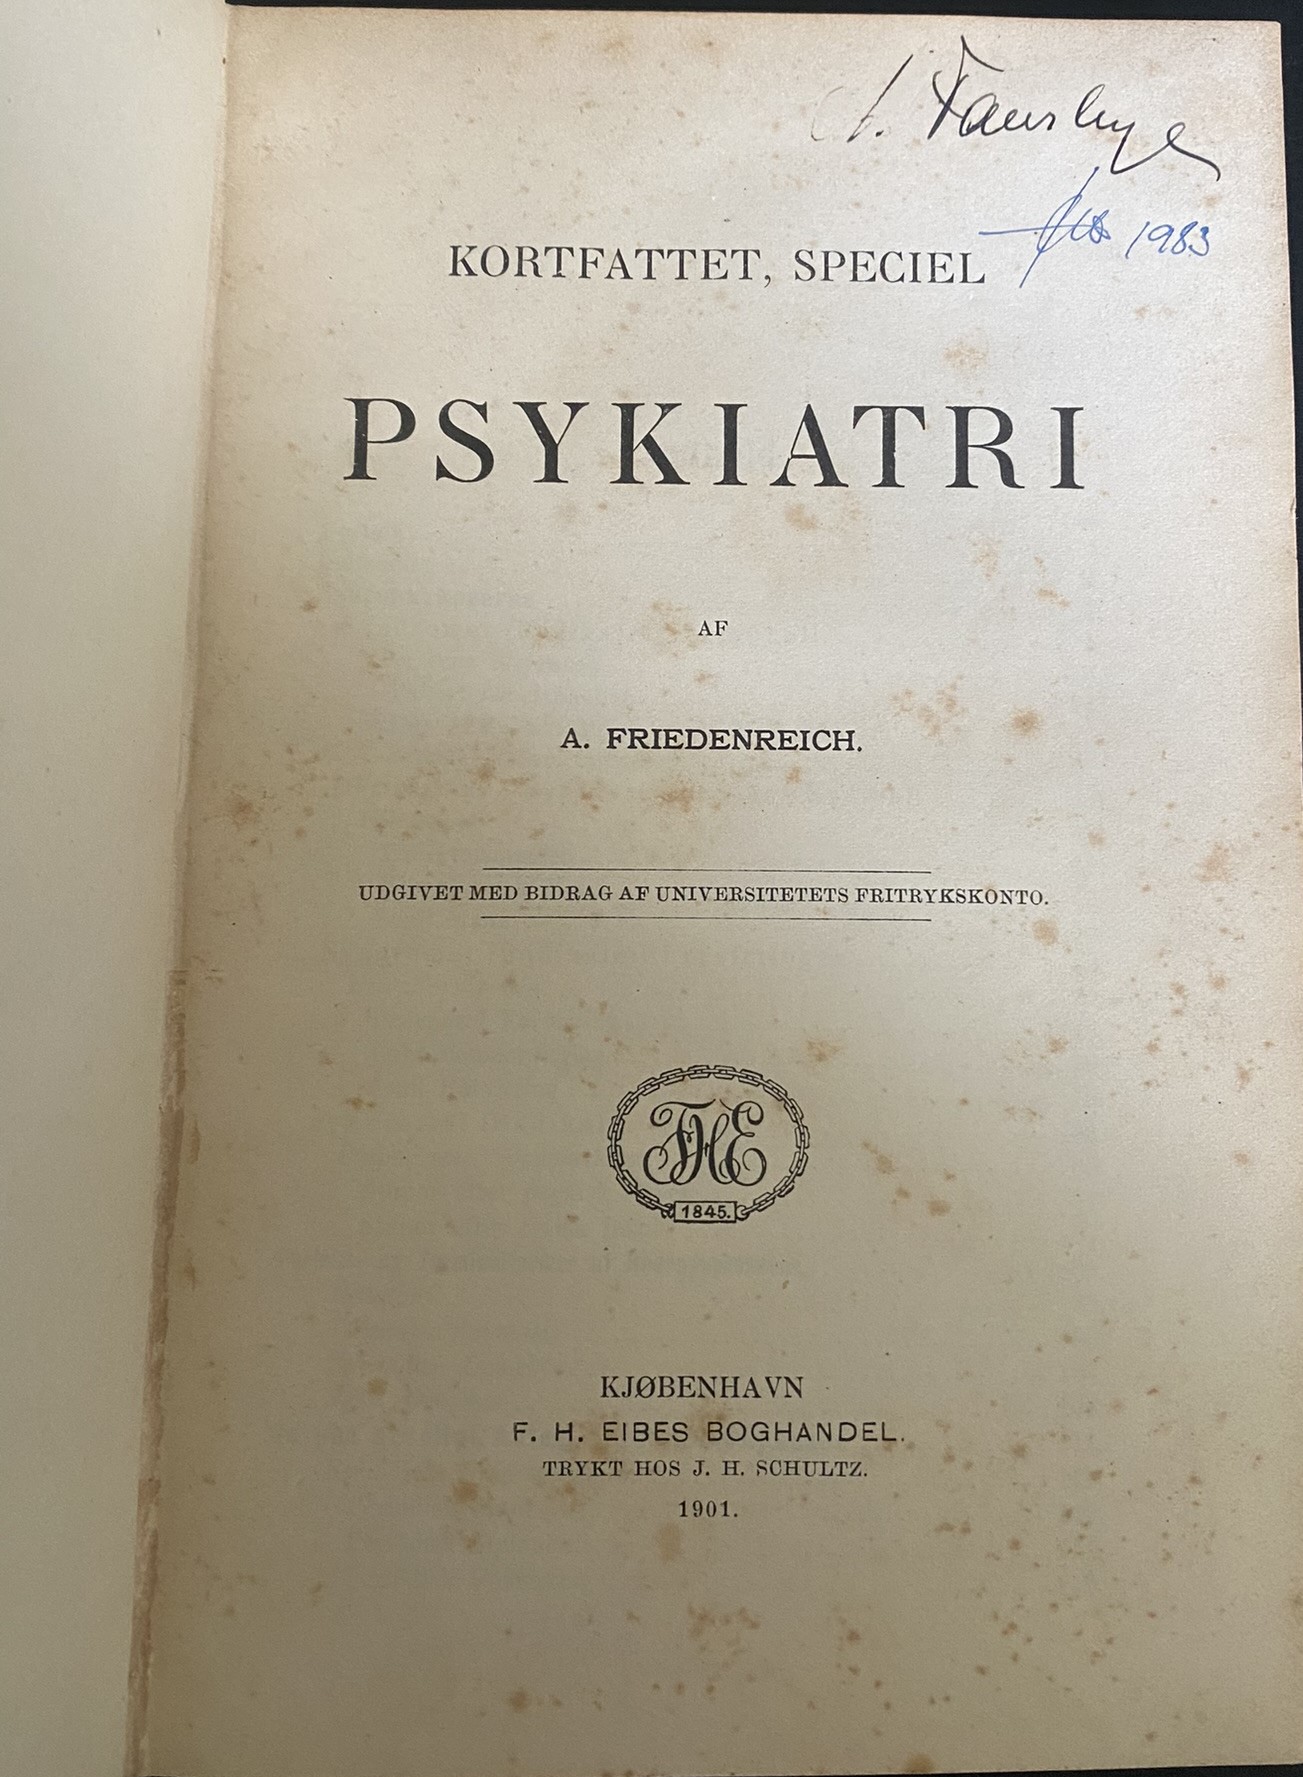 1983
KORTFATTET, SPECIEL
PSYKIATRI
AF
A. FRIEDENREICH.
UDGIVET MED BIDRAG AF UNIVERSITETETS FRITRYKSKONTO.
FHE
1845.
KJØBENHAVN
F. H. EIBES BOGHANDEL.
TRYKT HOS J. H. SCHULTZ.
1901.